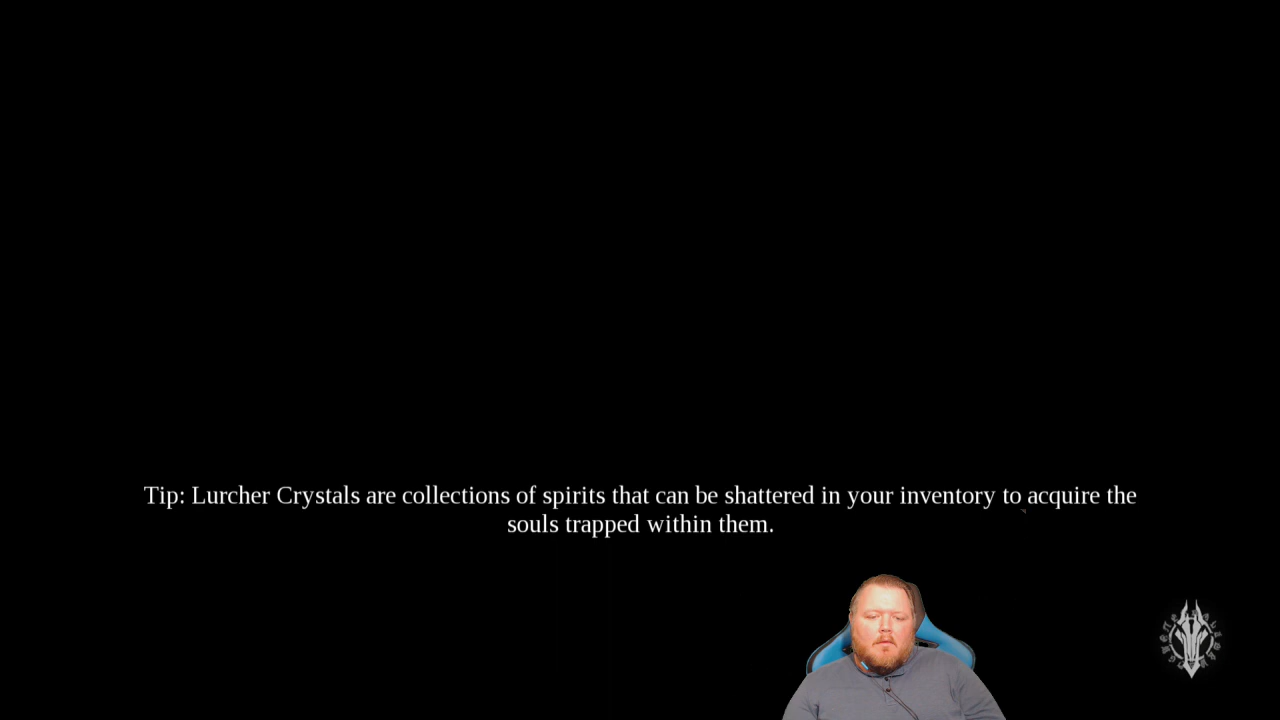 Tip: Lurcher Crystals are collections of spirits that can be shattered in your inventory to acquire the
souls trapped within them.